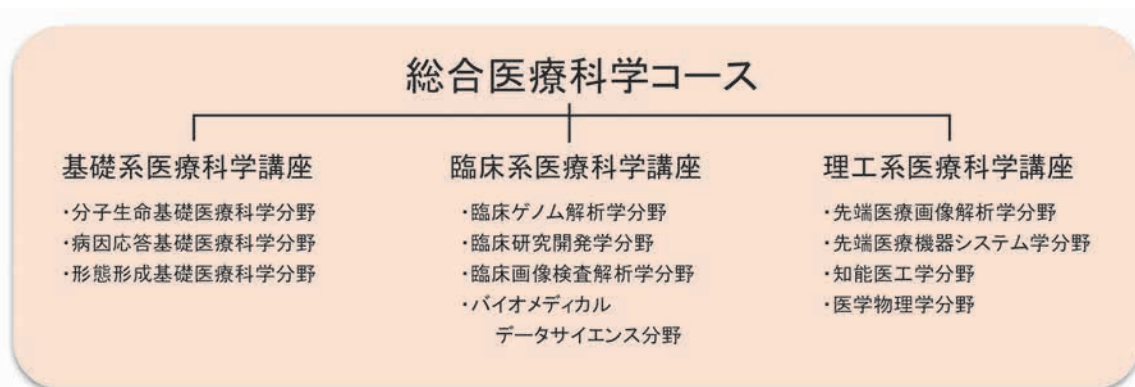 総合医療科学コース
基礎系医療科学講座
・分子生命基礎医療科学分野
・病因応答基礎医療科学分野
・形態形成基礎医療科学分野
臨床系医療科学講座
・臨床ゲノム解析学分野
・臨床研究開発学分野
・臨床画像検査解析学分野
・バイオメディカル
データサイエンス分野
理工系医療科学講座
・先端医療画像解析学分野
・先端医療機器システム学分野
・知能医工学分野
・医学物理学分野